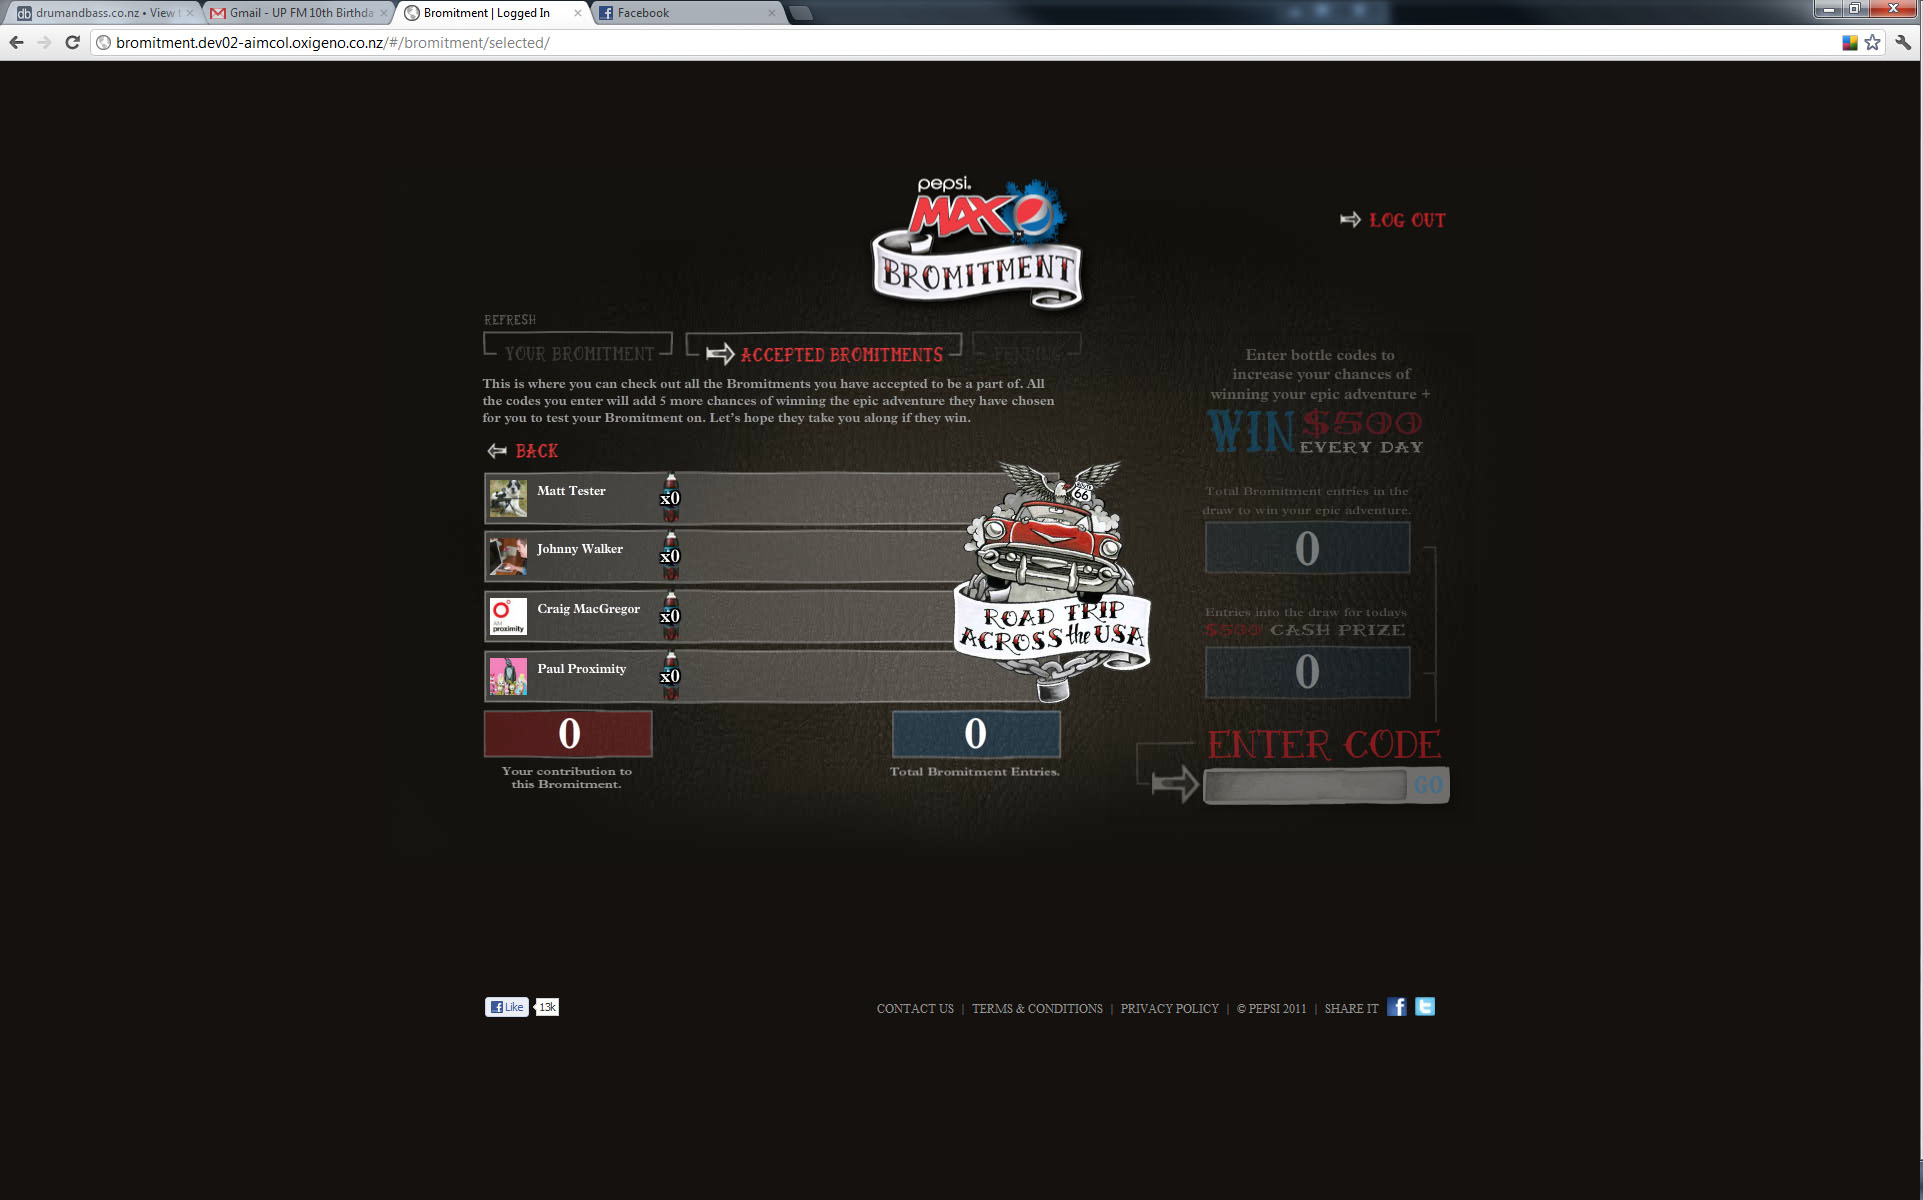 drumandbass.co.nz • View t
Gmail - UP FM 10th Birthda
Bromitment | Logged In
Facebook
bromitment.dev02-aimcol.oxigeno.co.nz/#/bromitment/selected/
pepsi.
MAX
BROMITMENT
LOG OUT
REFRESH
YOUR BROMITMENT
ACCEPTED BROMITMENTS
PENDING
This is where you can check out all the Bromitments you have accepted to be a part of. All
the codes you enter will add 5 more chances of winning the epic adventure they have chosen
for you to test your Bromitment on. Let's hope they take you along if they win.
BACK
Matt Tester
x0
Johnny Walker
x0
Craig MacGregor
x0
AIM
proximity
Paul Proximity
x0
66
ROAD TRIP
ACROSS the USA
0
Your contribution to
this Bromitment.
0
Total Bromitment Entries.
Enter bottle codes to
increase your chances of
winning your epic adventure +
WIN $500
EVERY DAY
Total Bromitment entries in the
draw to win your epic adventure.
0
Entries into the draw for todays
$500 CASH PRIZE
0
ENTER CODE
GO
Like
13k
CONTACT US | TERMS & CONDITIONS | PRIVACY POLICY | © PEPSI 2011 | SHARE IT